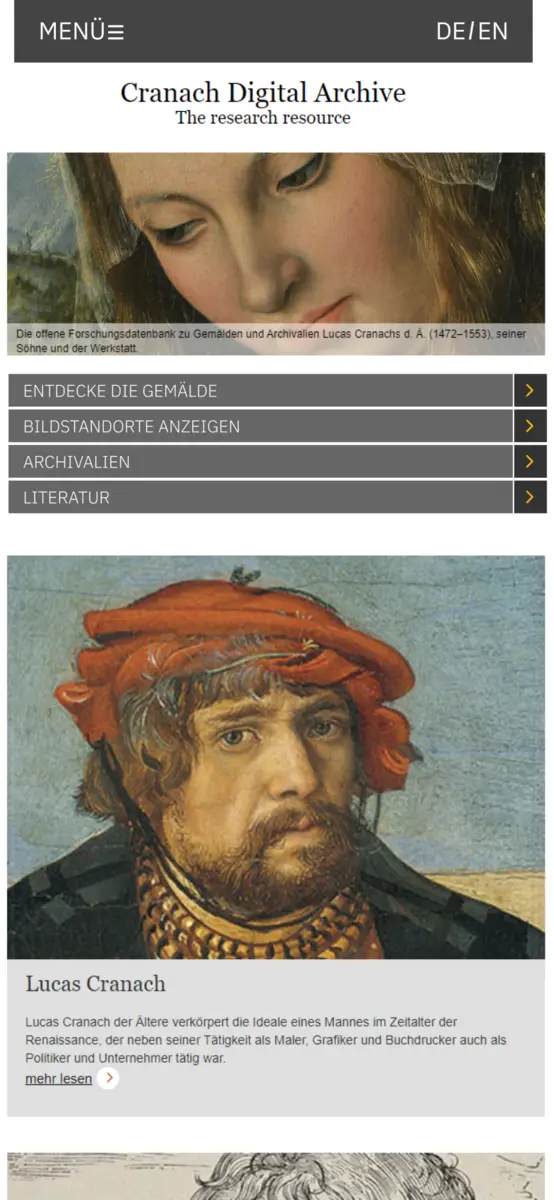 MENÜ
DE/EN
Cranach Digital Archive
The research resource
Die offene Forschungsdatenbank zu Gemälden und Archivalien Lucas Cranachs d. Ä. (1472–1553), seiner
Söhne und der Werkstatt.
ENTDECKE DIE GEMÄLDE
BILDSTANDORTE ANZEIGEN
ARCHIVALIEN
LITERATUR
Lucas Cranach
Lucas Cranach der Ältere verkörpert die Ideale eines Mannes im Zeitalter der
Renaissance, der neben seiner Tätigkeit als Maler, Grafiker und Buchdrucker auch als
Politiker und Unternehmer tätig war.
mehr lesen